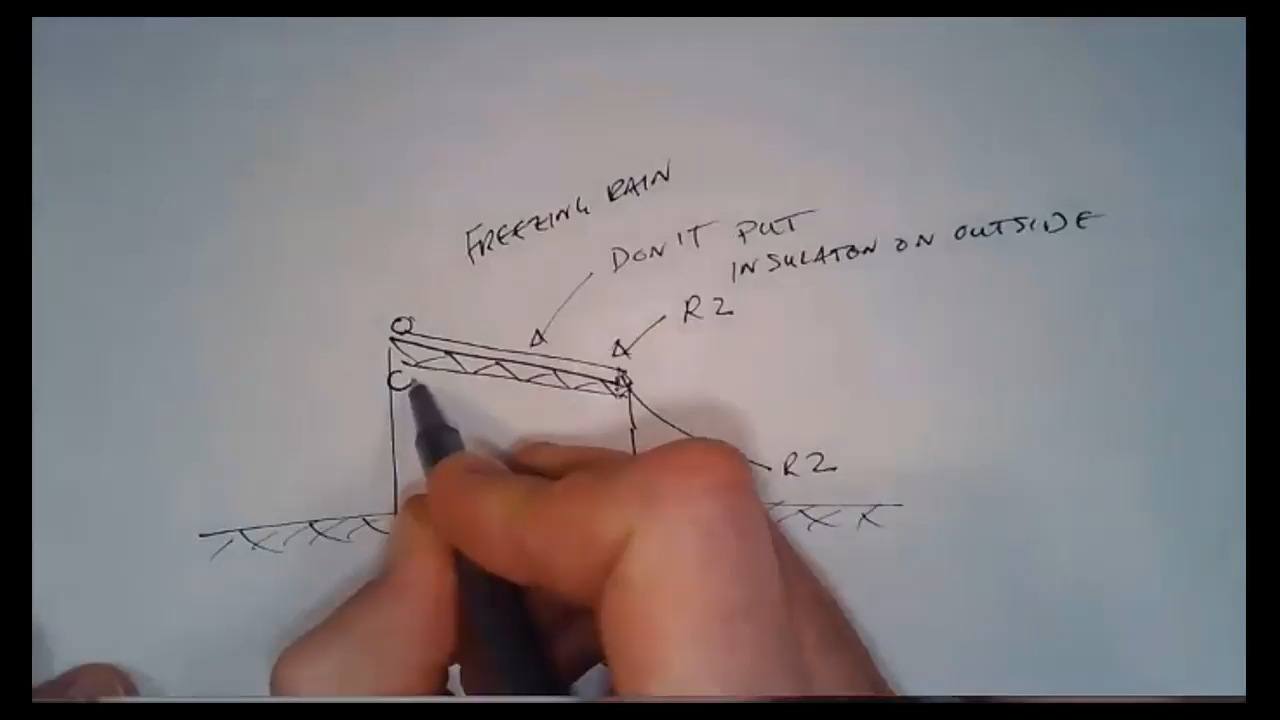 FREEZING RAIN
DON'T PUT
INSULATON ON OUTSIDE
R2
R2